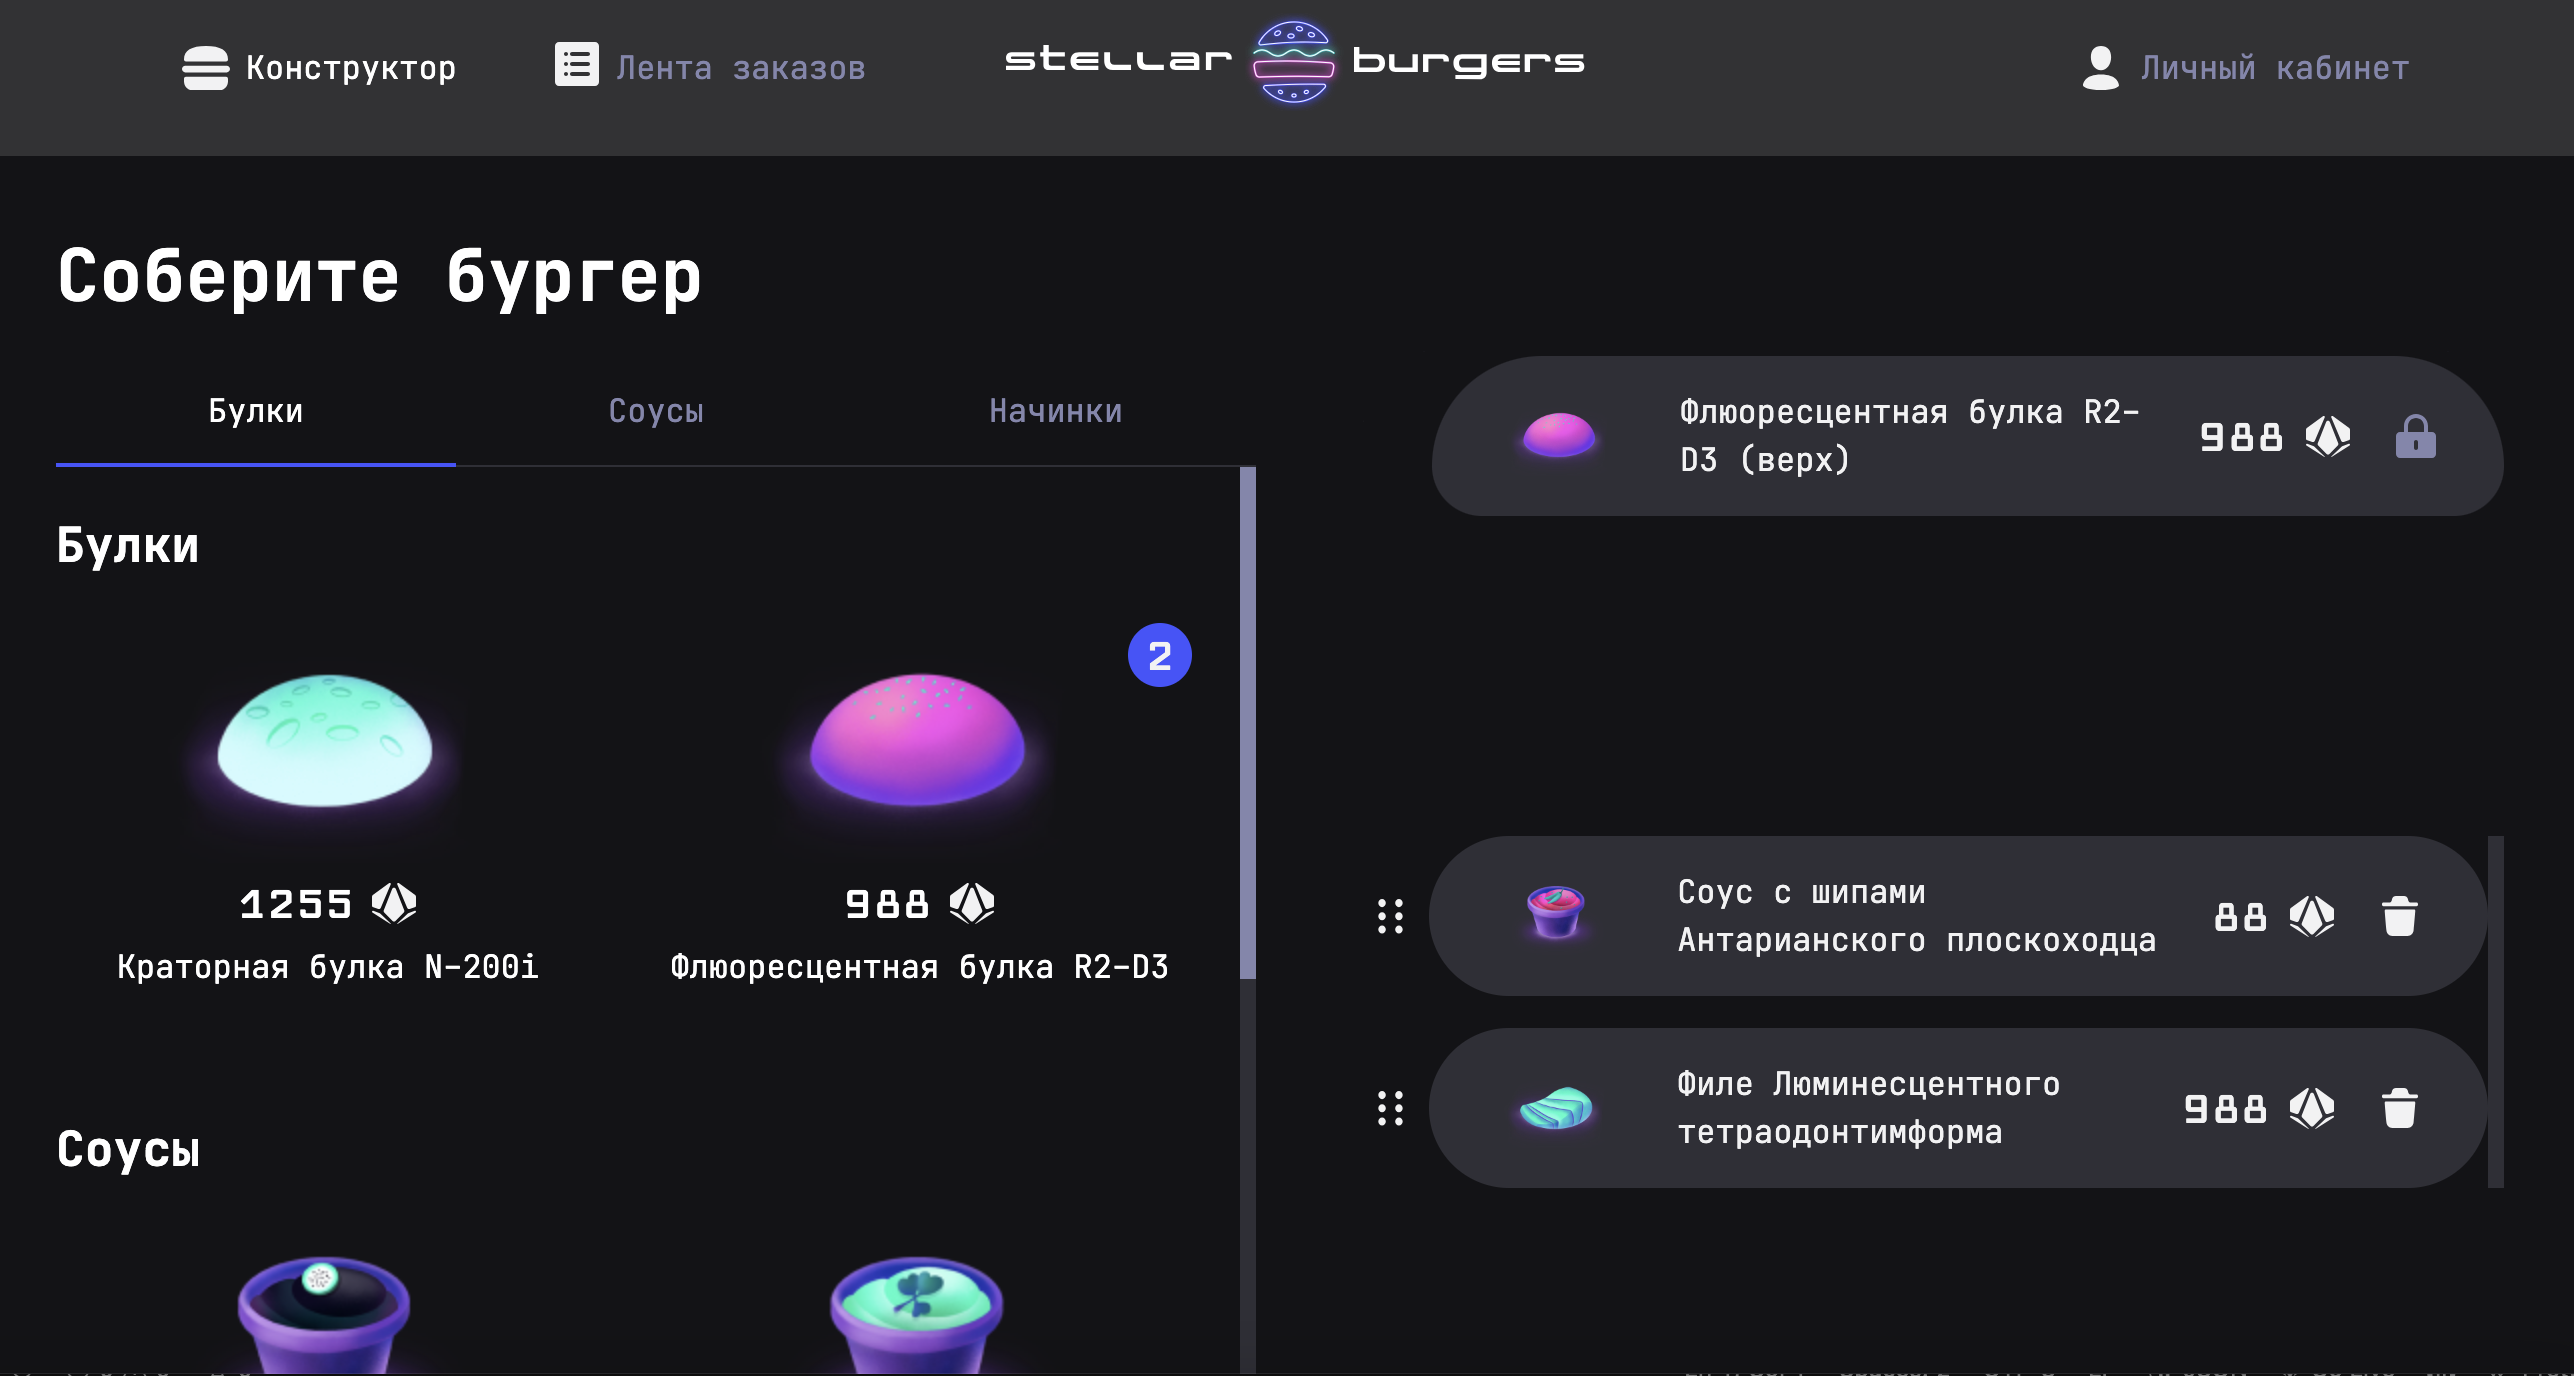 Конструктор
Лента заказов
stellar burgers
Личный кабинет
Соберите бургер
Булки
Соусы
Начинки
Булки
2
1255
Краторная булка N-200i
988
Флюоресцентная булка R2-D3
Соусы
Флюоресцентная булка R2-
D3 (верх)
988
Соус с шипами
Антарианского плоскоходца
88
Филе Люминесцентного
тетраодонтимформа
988